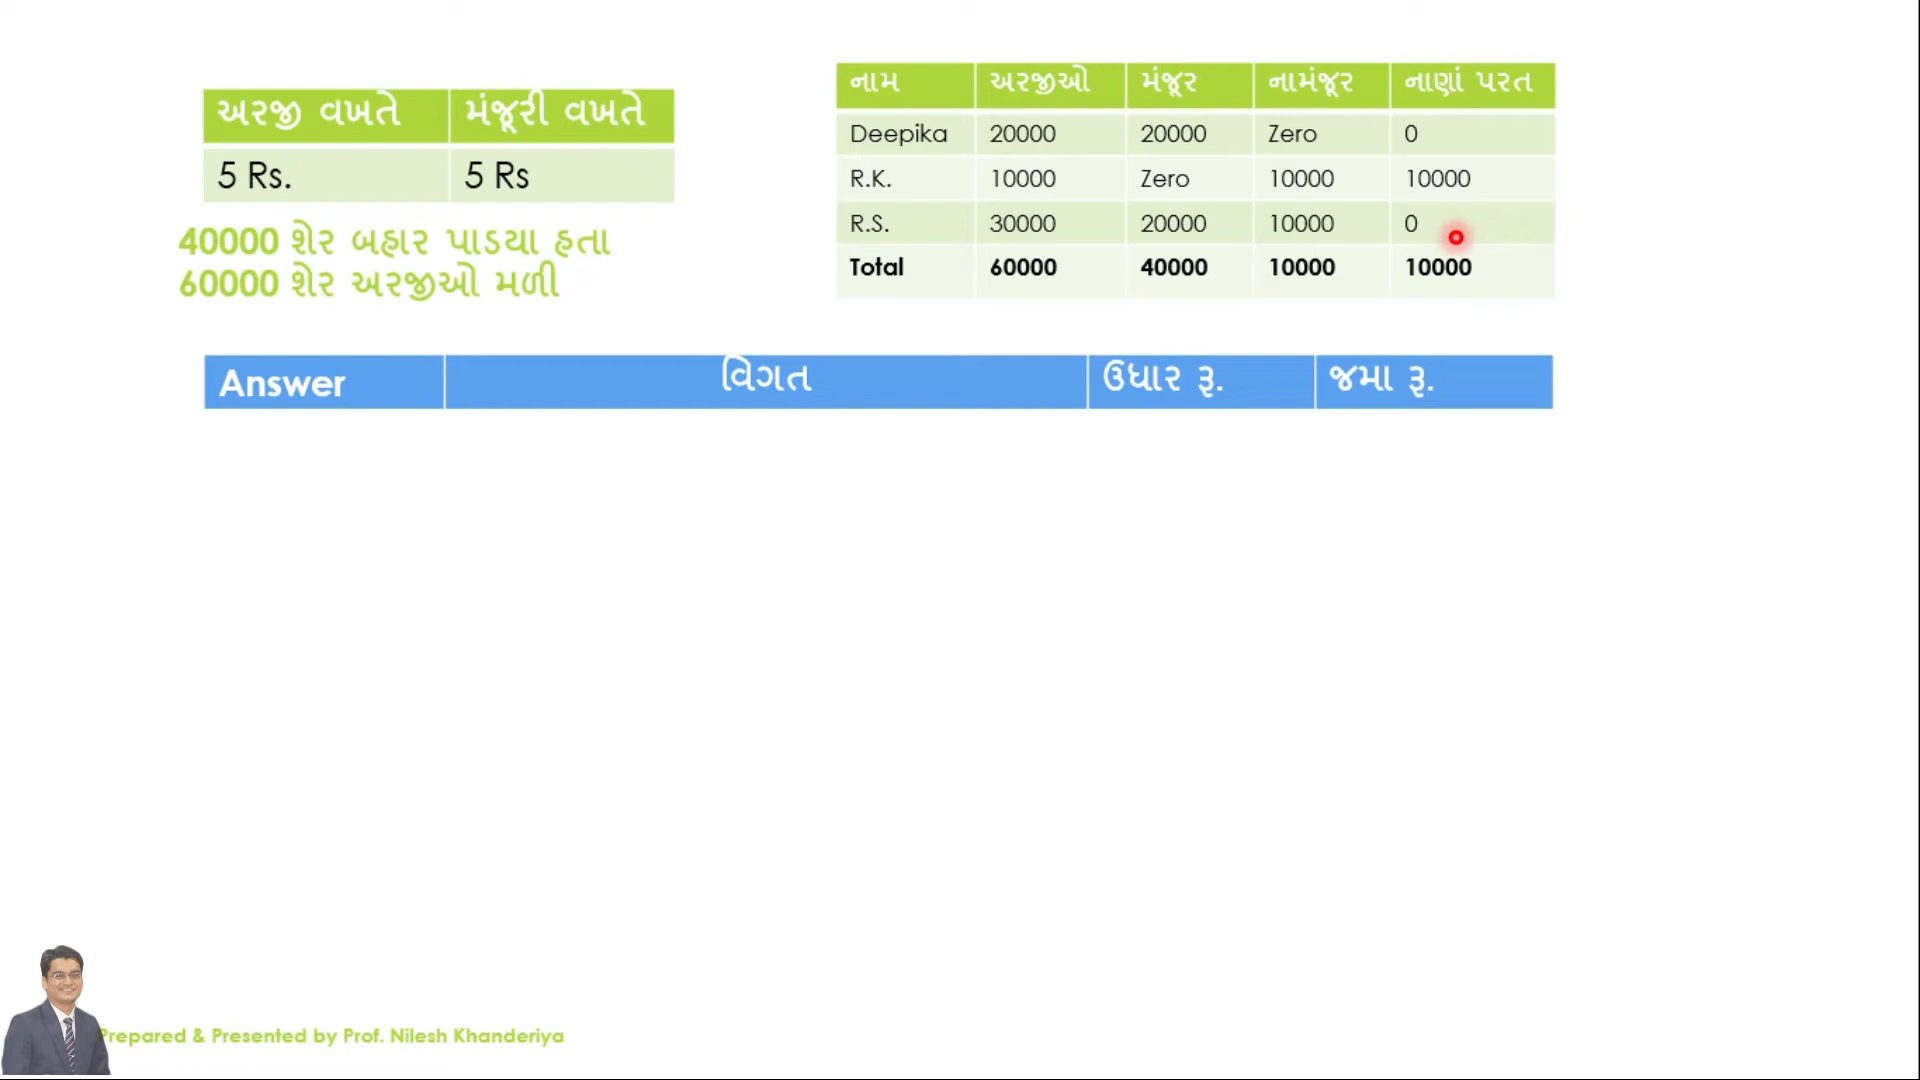 અરજી વખતે મંજૂરી વખતે
5 Rs. 5 Rs
40000 શેર બહાર પાડયા હતા
60000 શેર અરજીઓ મળી
નામ અરજીઓ મંજૂર નામંજૂર નાણાં પરત
Deepika 20000 20000 Zero 0
R.K. 10000 Zero 10000 10000
R.S. 30000 20000 10000 0
Total 60000 40000 10000 10000
Answer વિગત ઉધાર રૂ. જમા રૂ.
Prepared & Presented by Prof. Nilesh Khanderiya